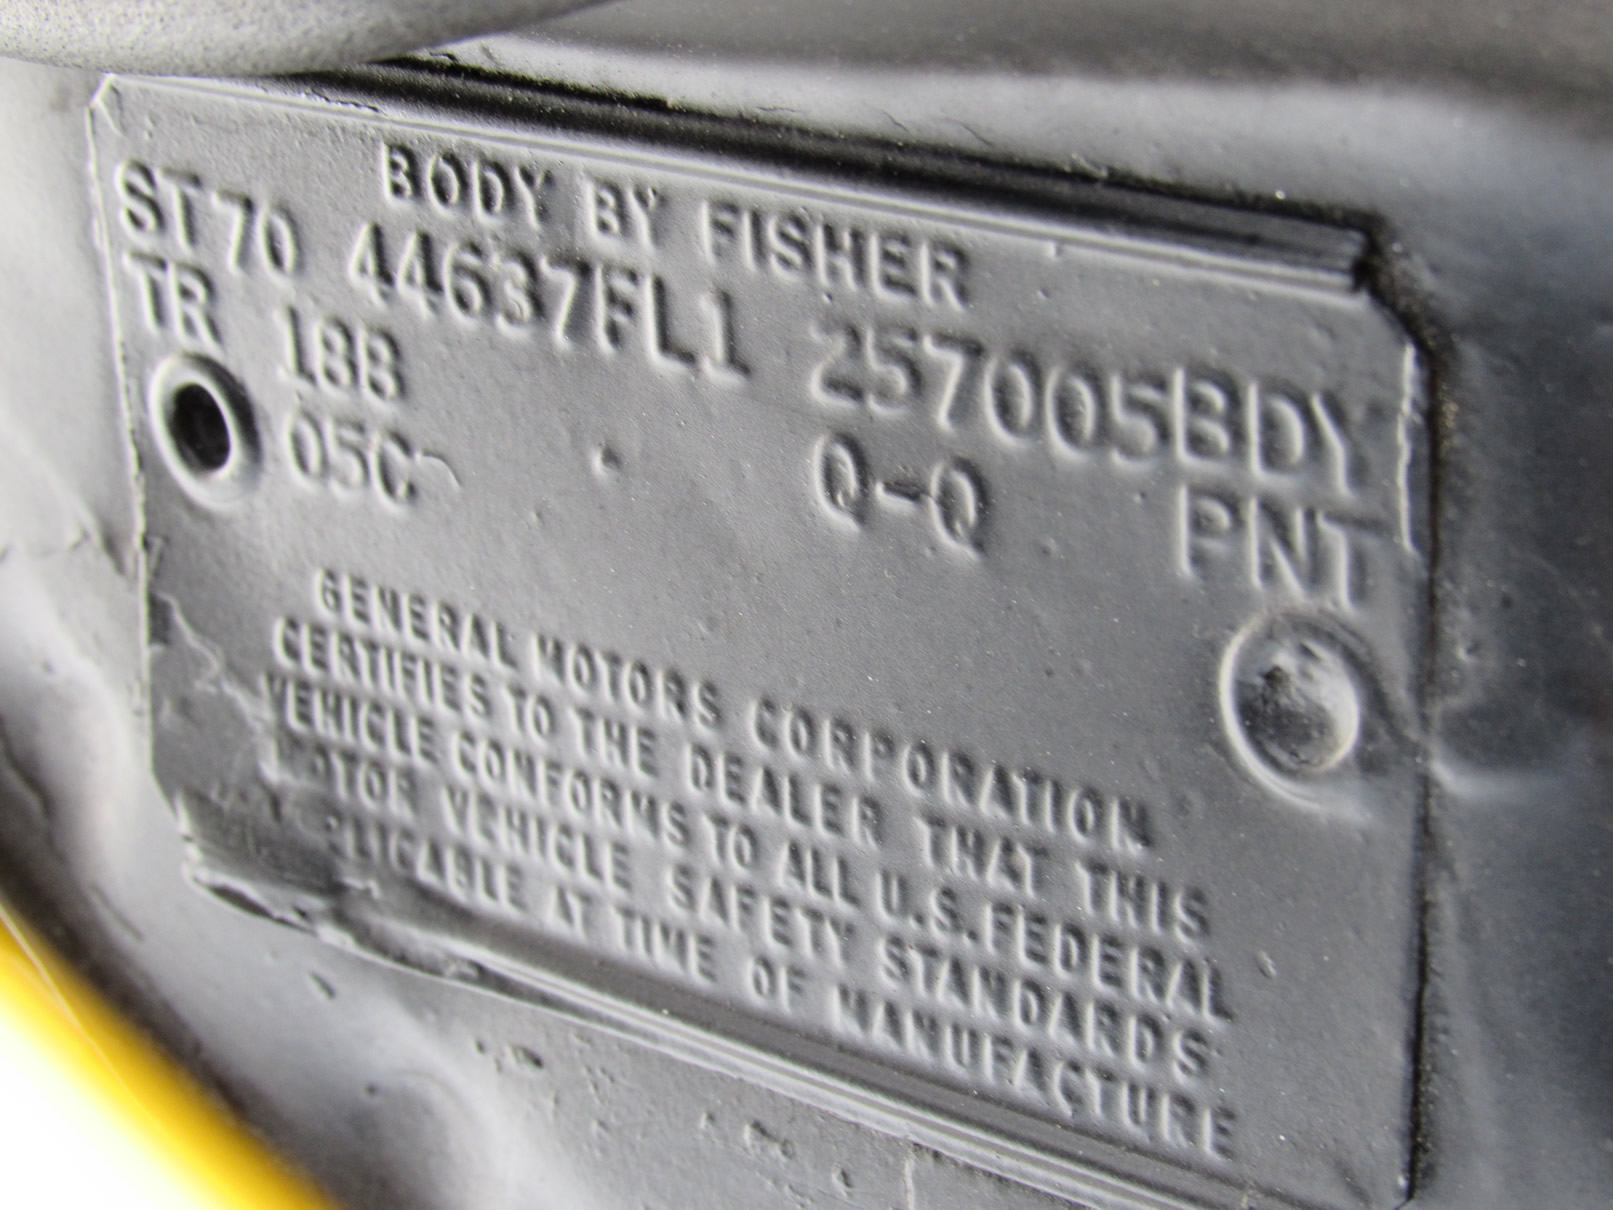 BODY BY FISHER
ST70 44637FL1 257005BDY
TR 188 Q-Q PNT
05C
GENERAL MOTORS CORPORATION
CERTIFIES TO THE DEALER THAT THIS
VEHICLE CONFORMS TO ALL U.S. FEDERAL
MOTOR VEHICLE SAFETY STANDARDS
AT TIME OF MANUFACTURE